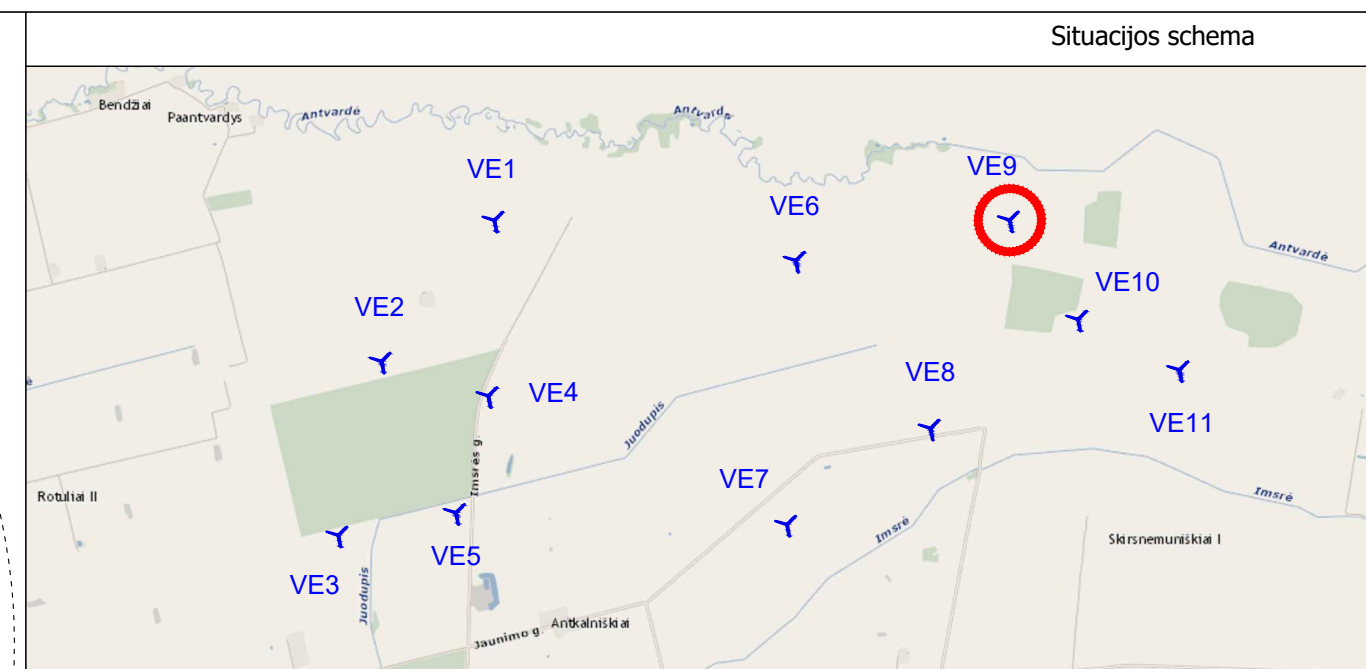 Situacijos schema
Bendžiai
Paantvardys
Antvardė
Antvardė
VE1
VE9
VE6
Antvardė
VE10
VE2
VE8
VE4
Juodupis
VE11
Imsrės g.
VE7
Rotuliai II
Imsrė
Imsrė
Skirsnemuniškiai I
VE5
VE3
Juodupis
Antkalniškiai
Jaunimo g.